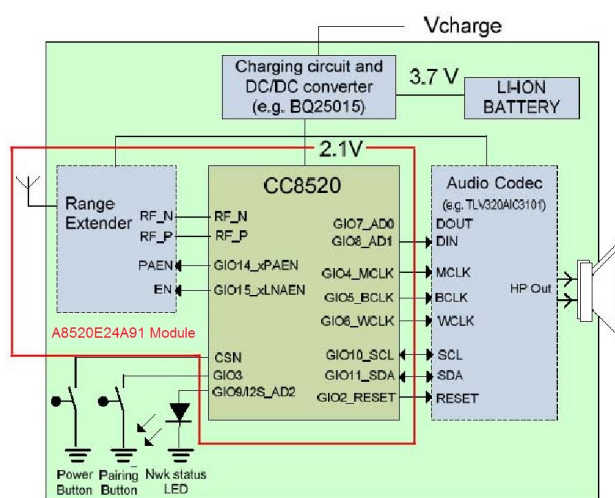 Vcharge
Charging circuit and
DC/DC converter
(e.g. BQ25015)
3.7 V
LI-ION
BATTERY
2.1V
Range
Extender
RF_N
RF_P
PAEN
EN
A8520E24A91 Module
CC8520
RF_N
RF_P
GIO14_xPAEN
GIO15_xLNAEN
CSN
GIO3
GIO9/I2S_AD2
GIO7_AD0
GIO8_AD1
GIO4_MCLK
GIO5_BCLK
GIO6_WCLK
GIO10_SCL
GIO11_SDA
GIO2_RESET
Audio Codec
(e.g. TLV320AIC3101)
DOUT
DIN
MCLK
BCLK
WCLK
SCL
SDA
RESET
HP Out
Power
Button
Pairing
Button
Nwk status
LED